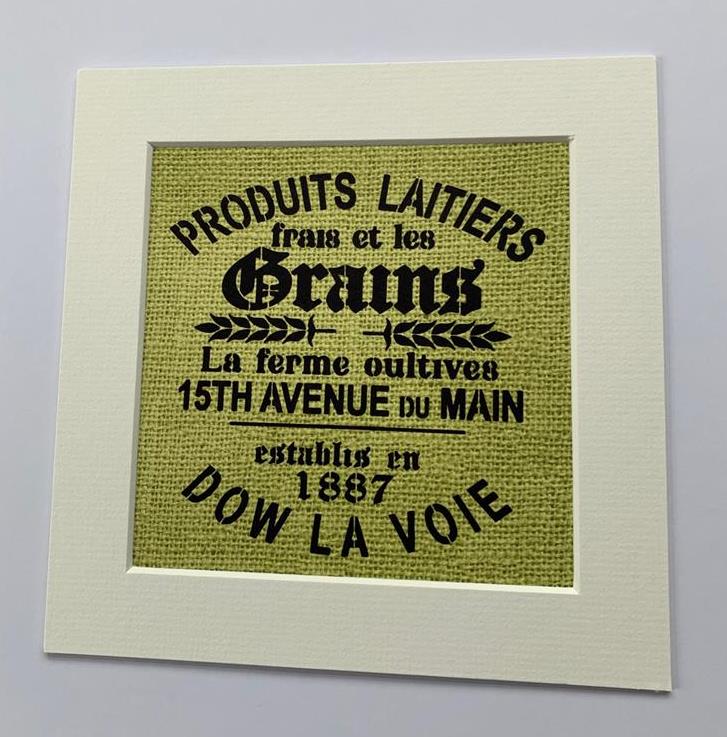 PRODUITS LAITIERS
frais et les
Grains
La ferme oultives
15TH AVENUE DU MAIN
establis en
1887
DOW LA VOIE